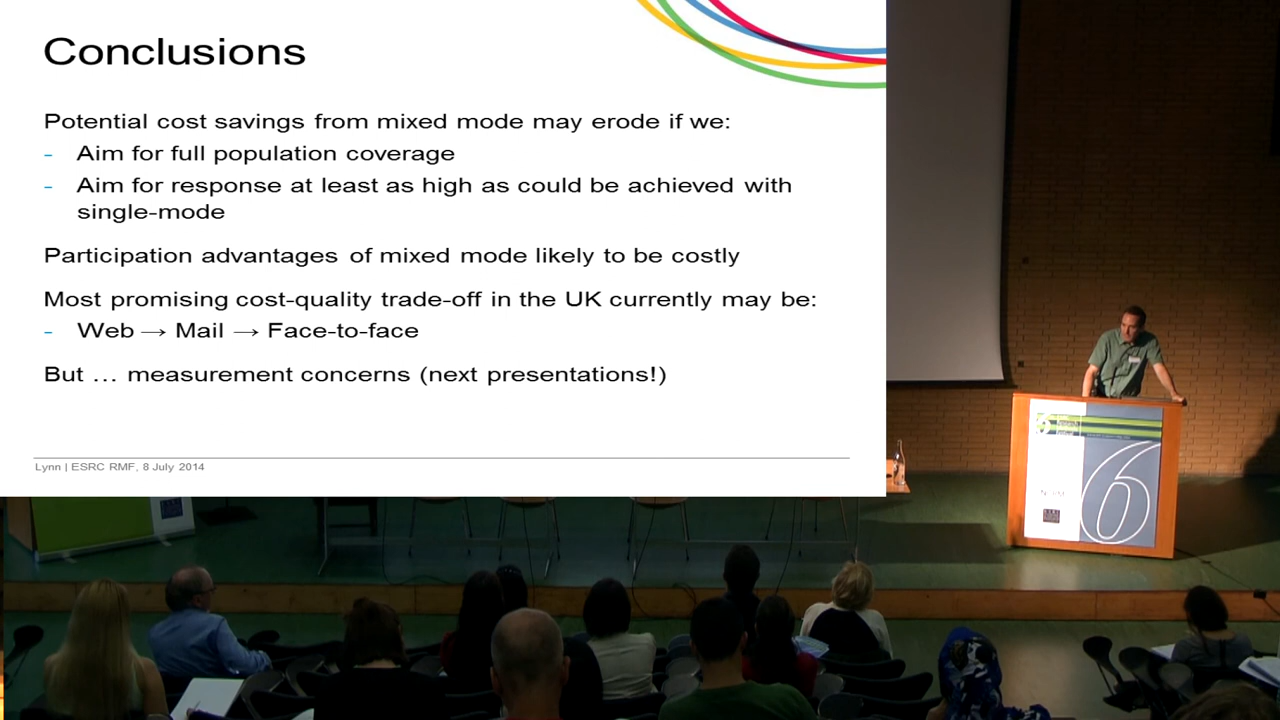 Conclusions
Potential cost savings from mixed mode may erode if we:
- Aim for full population coverage
- Aim for response at least as high as could be achieved with
single-mode
Participation advantages of mixed mode likely to be costly
Most promising cost-quality trade-off in the UK currently may be:
- Web → Mail → Face-to-face
But … measurement concerns (next presentations!)
Lynn | ESRC RMF, 8 July 2014
6